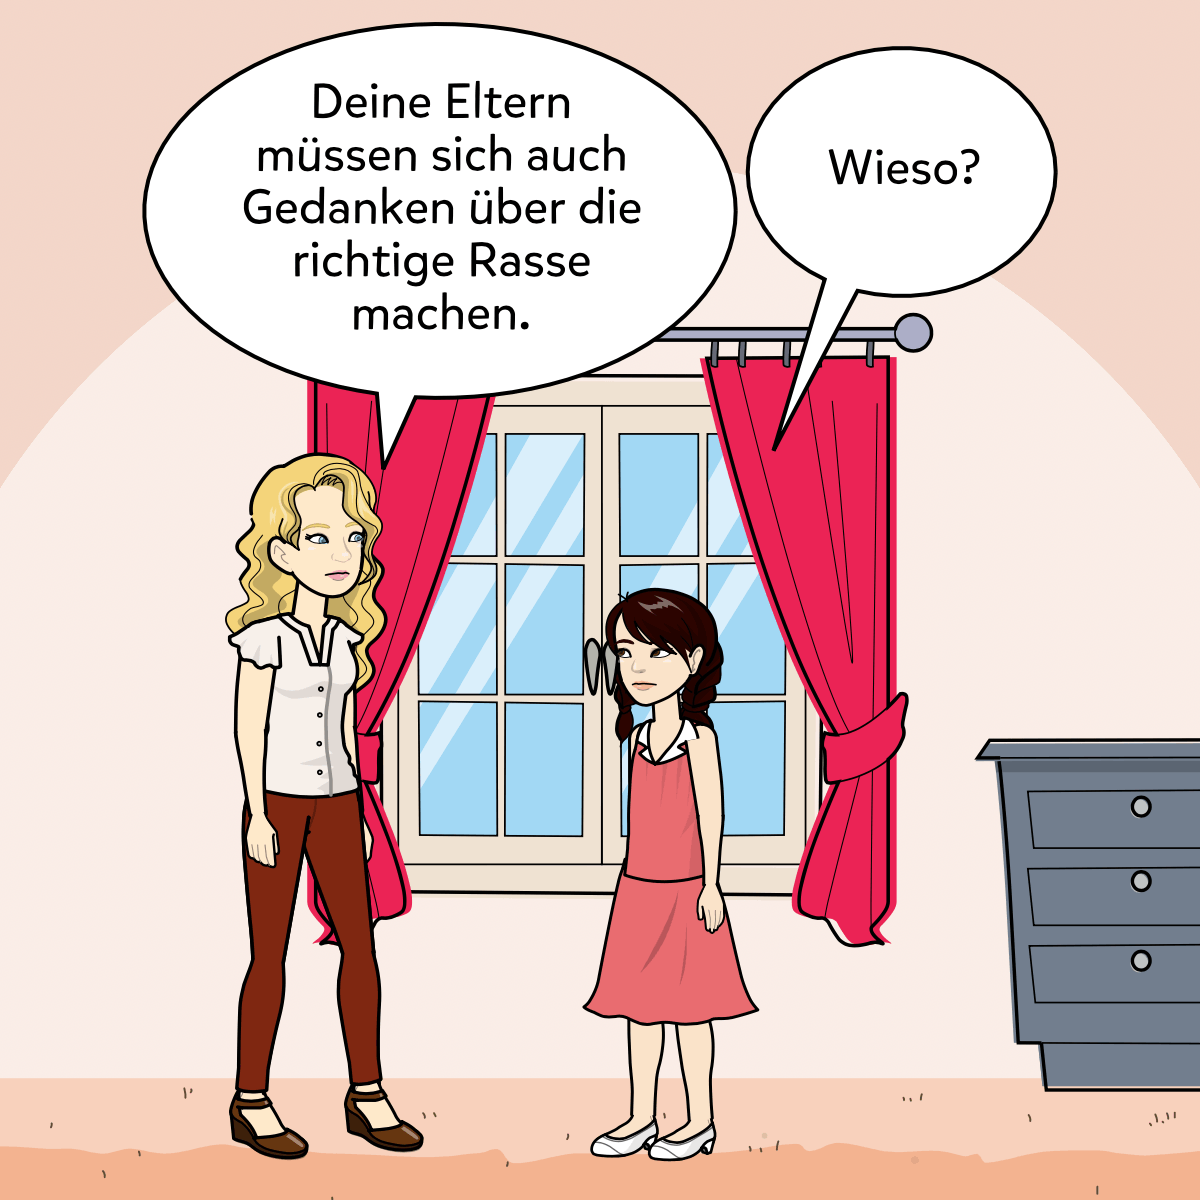 Deine Eltern
müssen sich auch
Gedanken über die
richtige Rasse
machen.
Wieso?